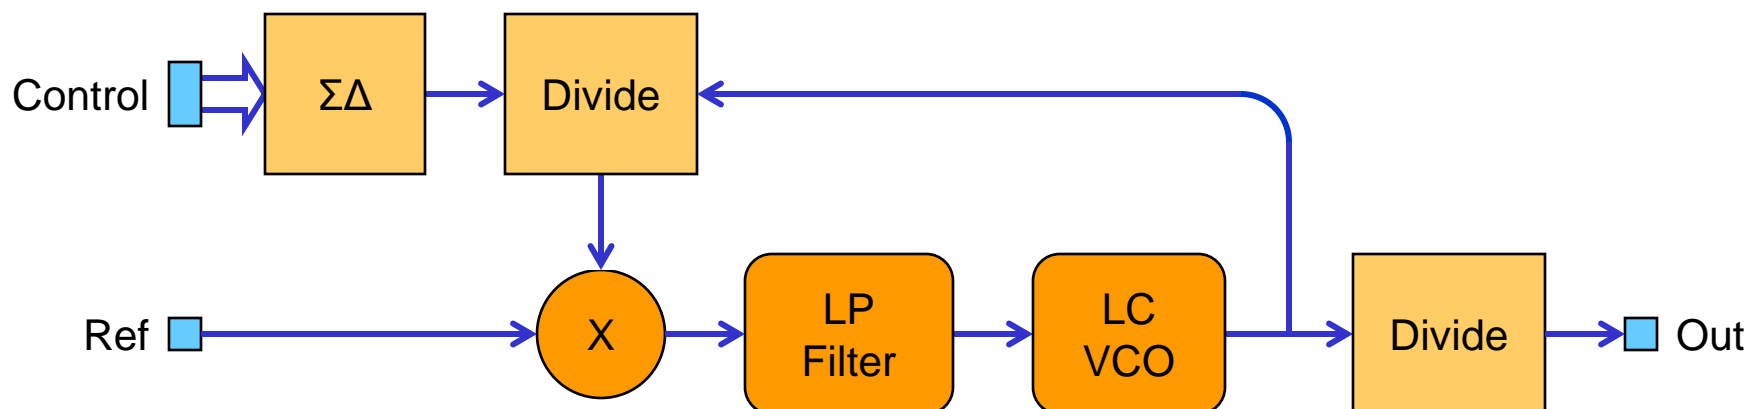 Control
ΣΔ
Divide
Ref
X
LP
Filter
LC
VCO
Divide
Out